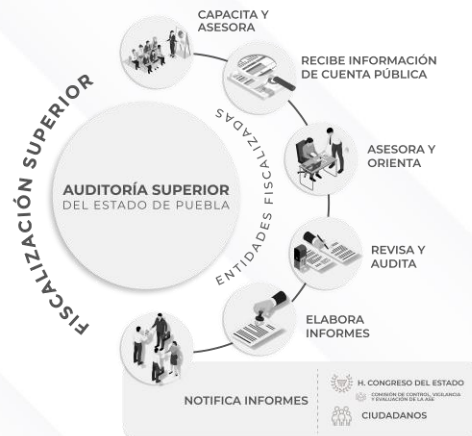 CAPACITA Y
ASESORA
RECIBE INFORMACIÓN
DE CUENTA PÚBLICA
FISCALIZACIÓN SUPERIOR
ENTIDADES FISCALIZADAS
ASESORA Y
ORIENTA
AUDITORÍA SUPERIOR
DEL ESTADO DE PUEBLA
REVISA Y
AUDITA
ELABORA
INFORMES
NOTIFICA INFORMES
H. CONGRESO DEL ESTADO
COMISIÓN DE CONTROL, VIGILANCIA
Y EVALUACIÓN DE LA ASE
CIUDADANOS